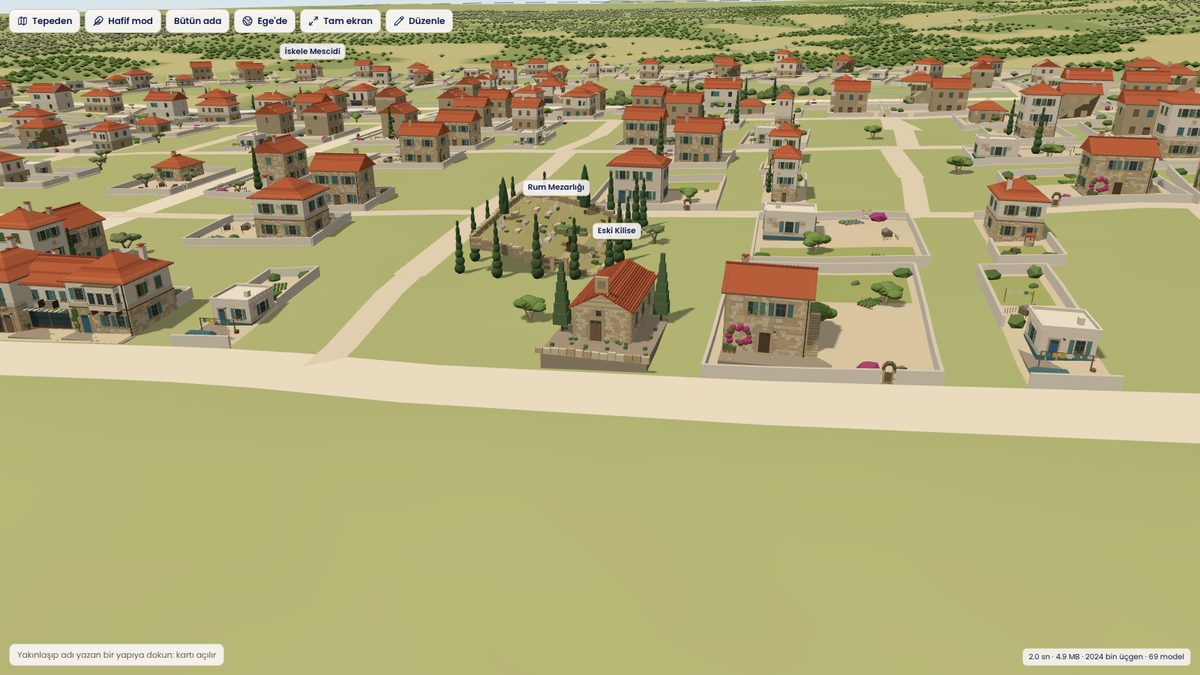 Tepeden
Hafif mod
Bütün ada
Ege'de
Tam ekran
Düzenle
İskele Mescidi
Rum Mezarlığı
Eski Kilise
Yakınlaşıp adı yazan bir yapıya dokun: kartı açılır
2.0 sn · 4.9 MB · 2024 bin üçgen · 69 model